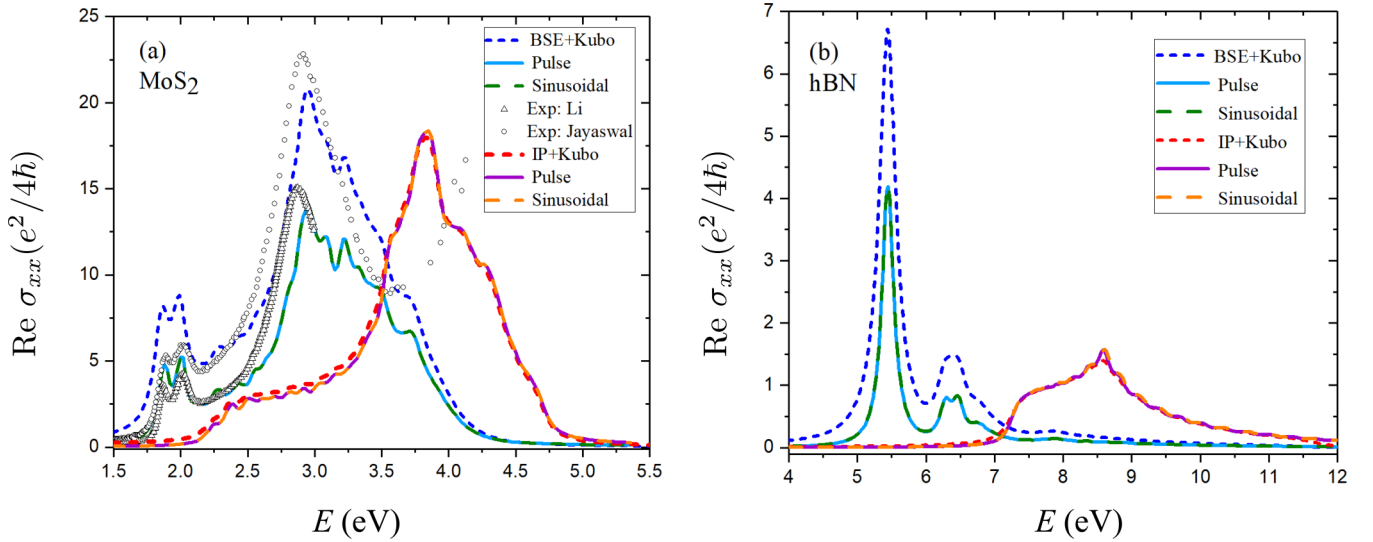 (a)
MoS2
BSE+Kubo
Pulse
Sinusoidal
Exp: Li
Exp: Jayaswal
IP+Kubo
Pulse
Sinusoidal
25
20
15
10
5
0
1.5 2.0 2.5 3.0 3.5 4.0 4.5 5.0 5.5
E (eV)
Re σxx (e²/4ħ)
(b)
hBN
BSE+Kubo
Pulse
Sinusoidal
IP+Kubo
Pulse
Sinusoidal
7
6
5
4
3
2
1
0
4 5 6 7 8 9 10 11 12
E (eV)
Re σxx (e²/4ħ)